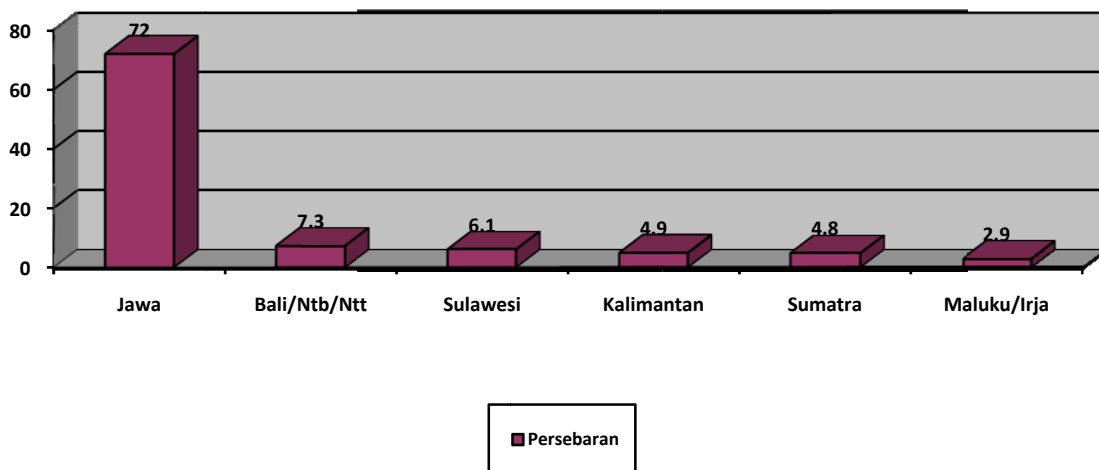 80
60
40
20
0
72
7.3
6.1
4.9
4.8
2.9
Jawa
Bali/Ntb/Ntt
Sulawesi
Kalimantan
Sumatra
Maluku/Irja
Persebaran